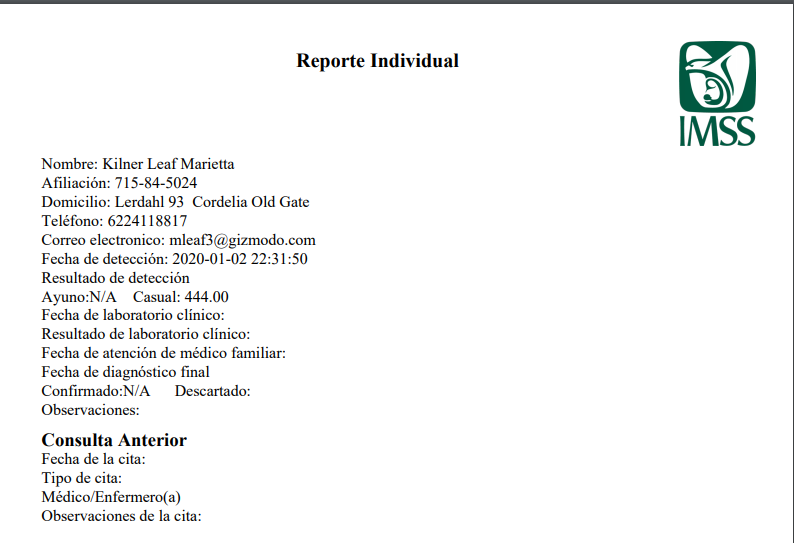 Reporte Individual
IMSS
Nombre: Kilner Leaf Marietta
Afiliación: 715-84-5024
Domicilio: Lerdahl 93  Cordelia Old Gate
Teléfono: 6224118817
Correo electronico: mleaf3@gizmodo.com
Fecha de detección: 2020-01-02 22:31:50
Resultado de detección
Ayuno:N/A    Casual: 444.00
Fecha de laboratorio clínico:
Resultado de laboratorio clínico:
Fecha de atención de médico familiar:
Fecha de diagnóstico final
Confirmado:N/A      Descartado:
Observaciones:
Consulta Anterior
Fecha de la cita:
Tipo de cita:
Médico/Enfermero(a)
Observaciones de la cita: